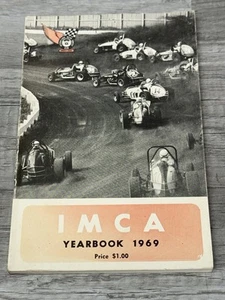 IMCA
YEARBOOK 1969
Price $1.00